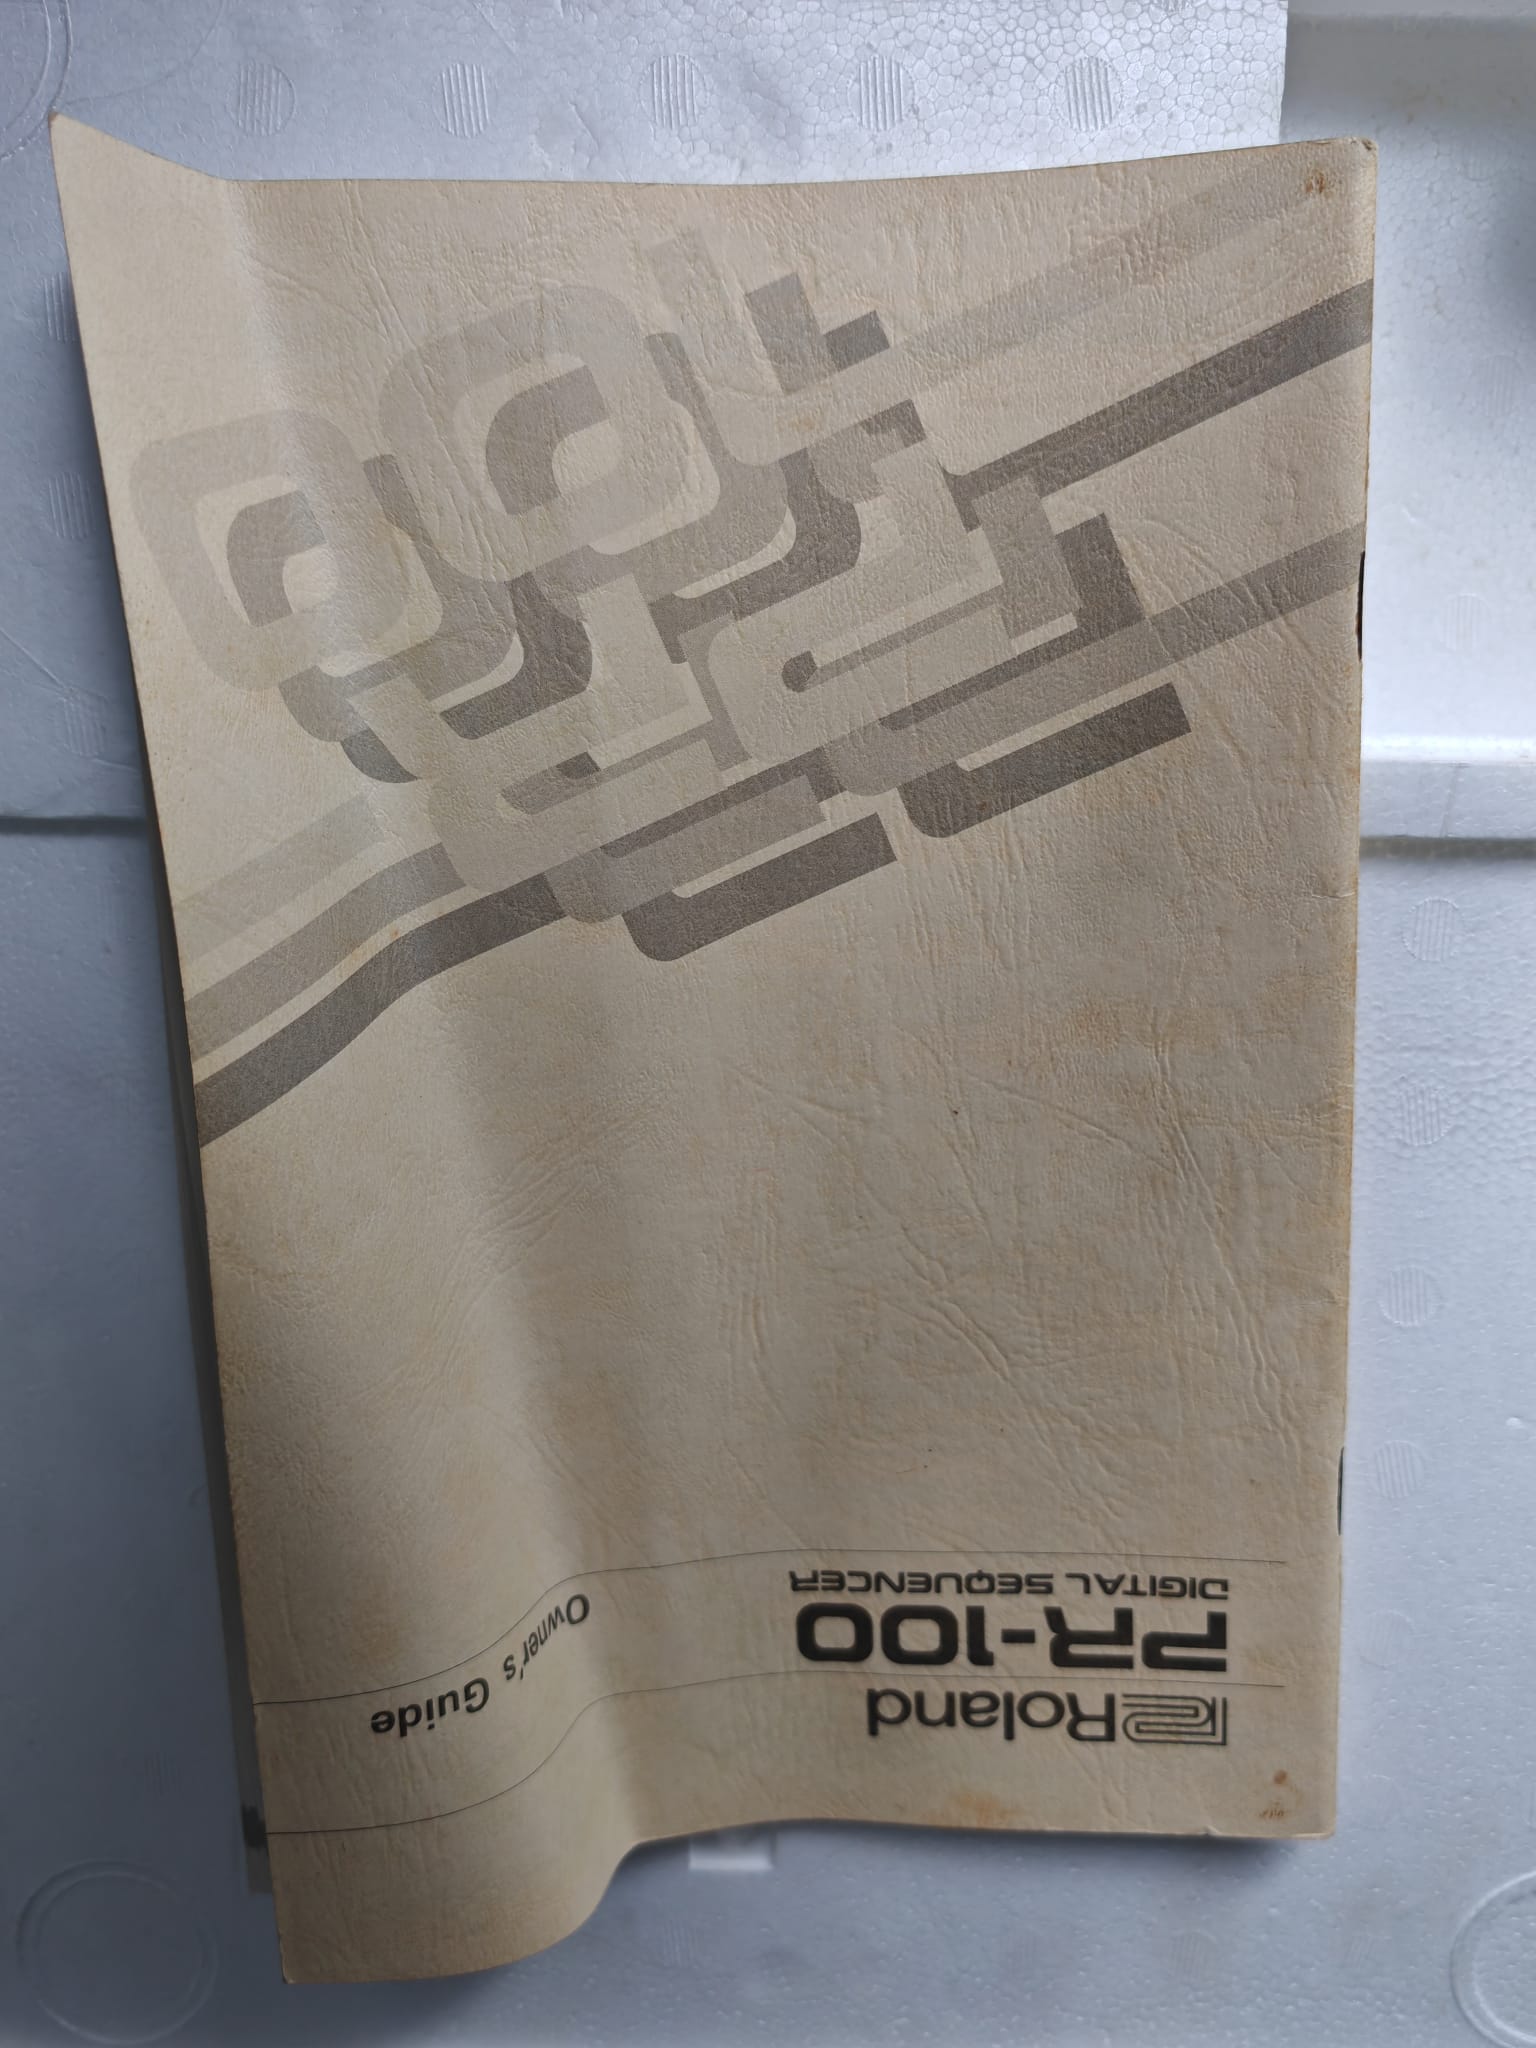 Roland
PR-100
DIGITAL SEQUENCER
Owner's Guide